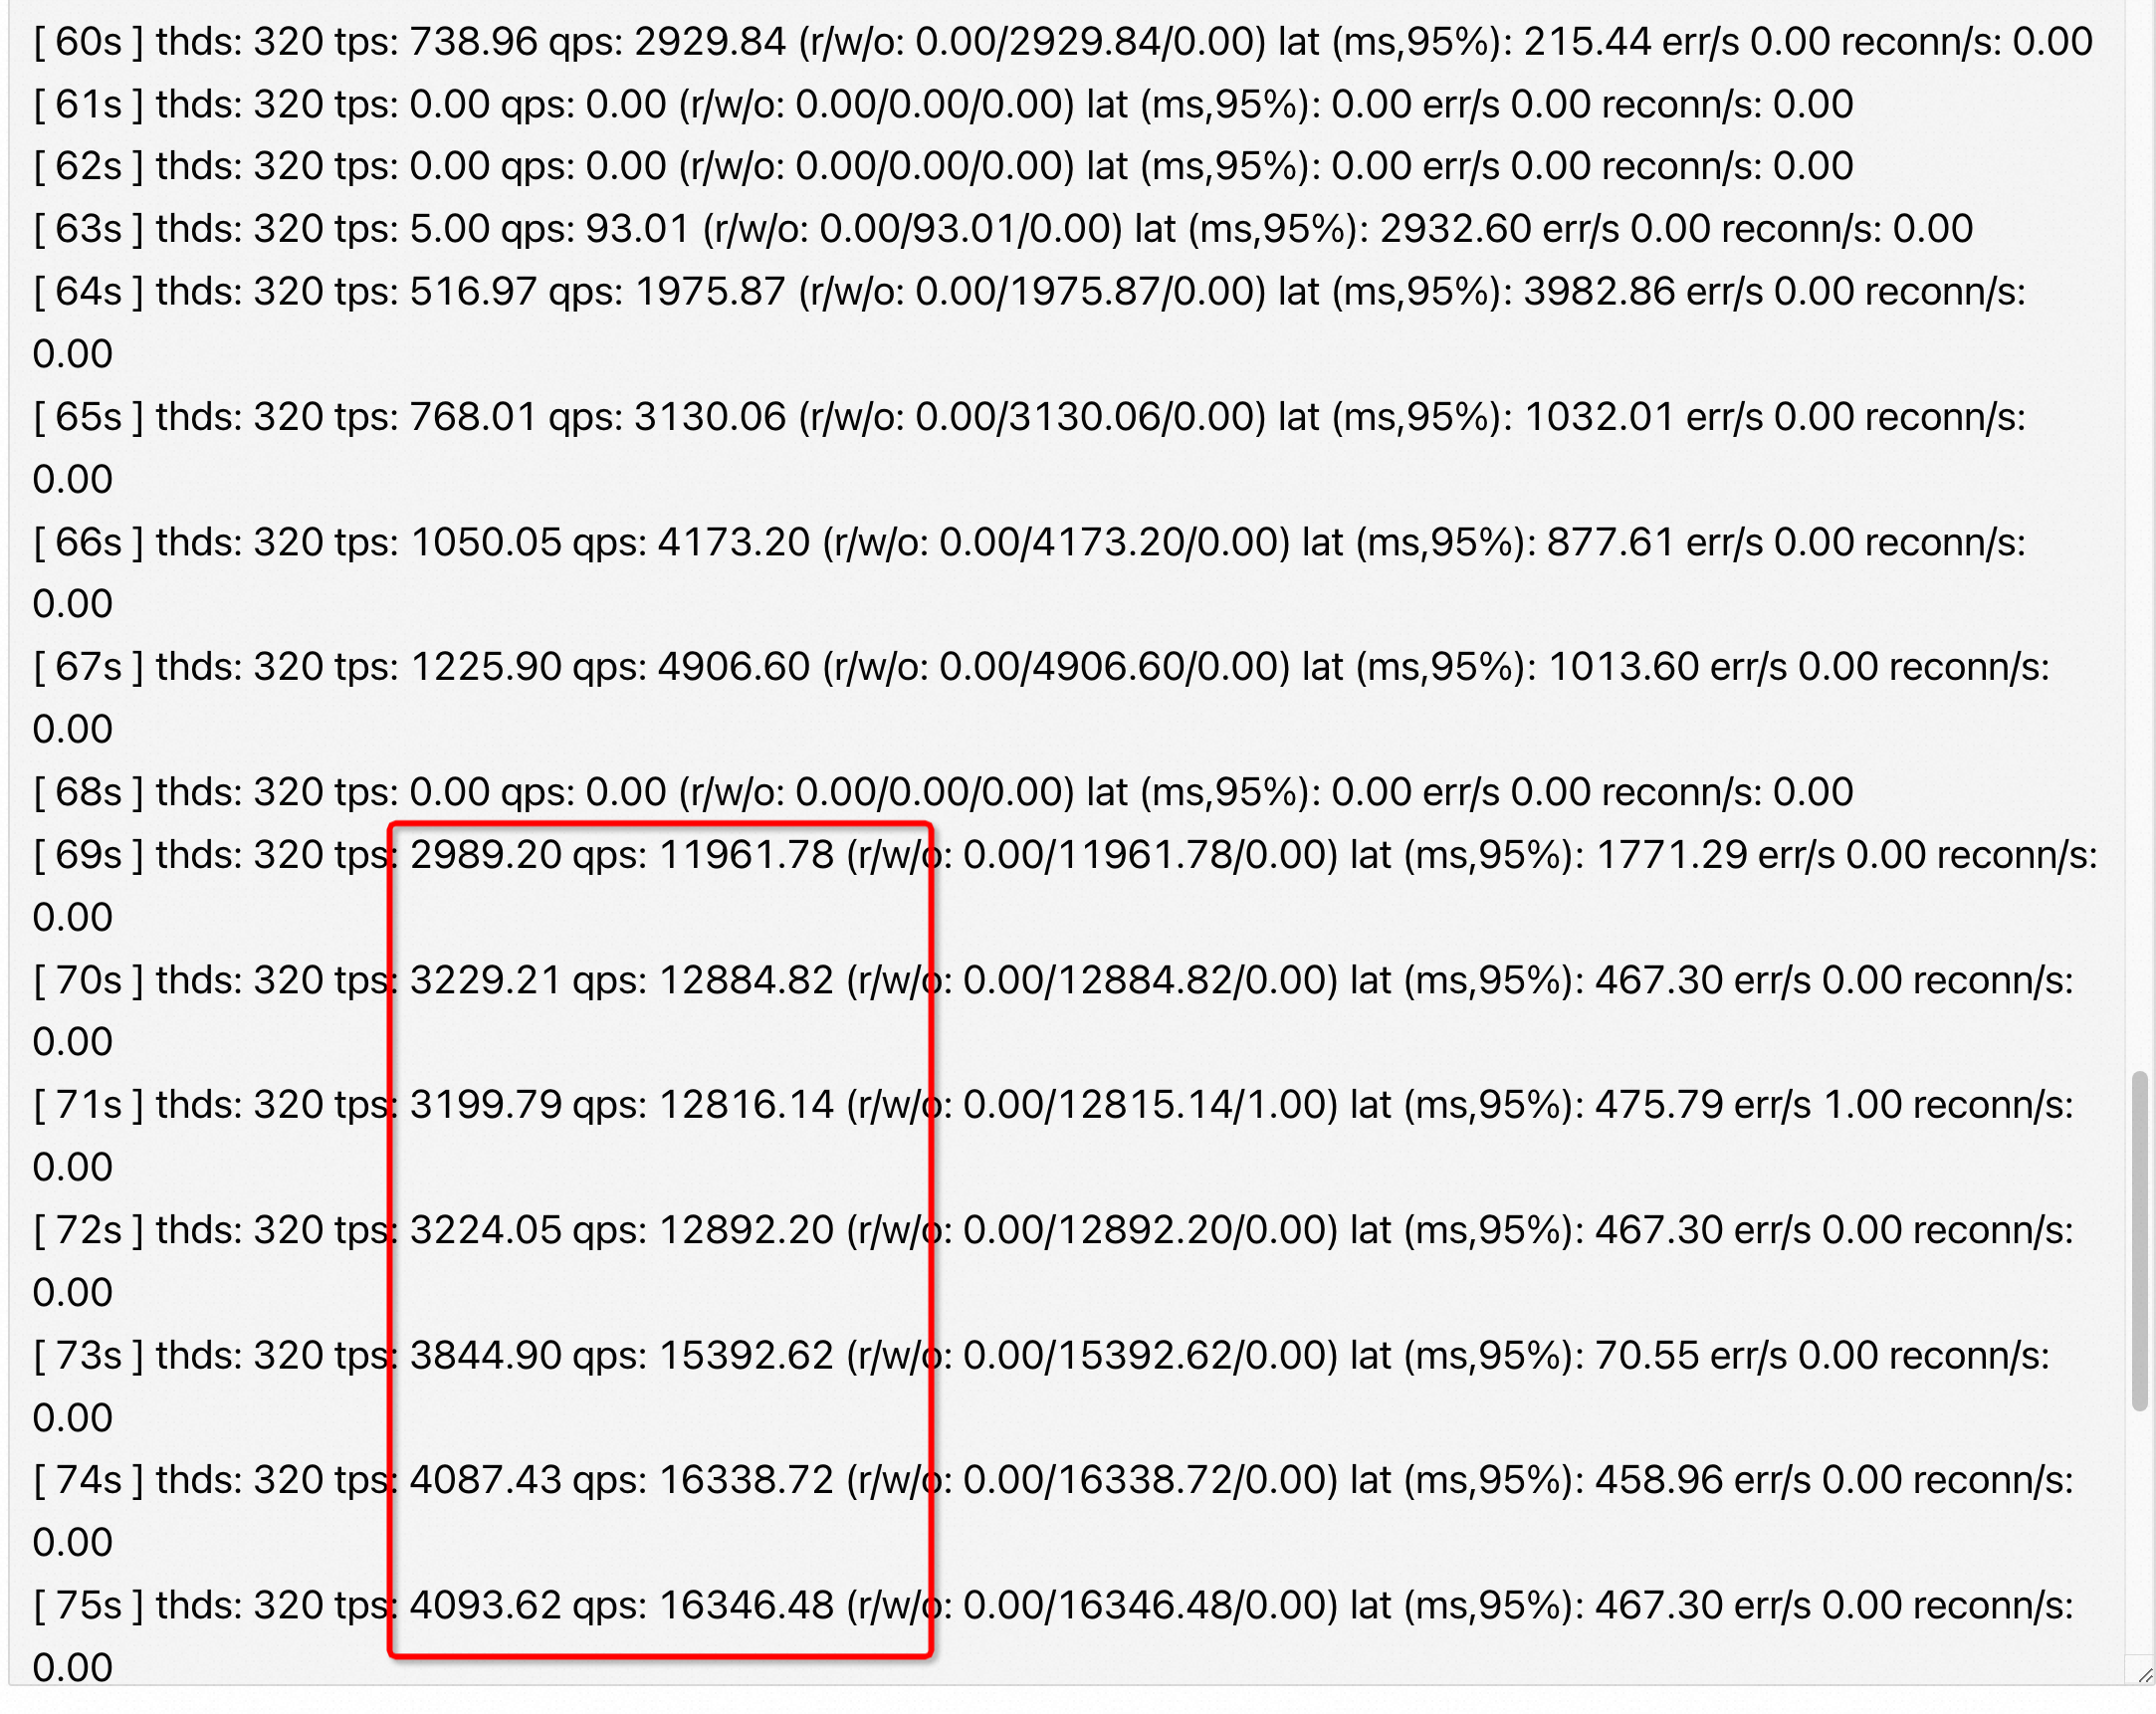 [ 60s ] thds: 320 tps: 738.96 qps: 2929.84 (r/w/o: 0.00/2929.84/0.00) lat (ms,95%): 215.44 err/s 0.00 reconn/s: 0.00
[ 61s ] thds: 320 tps: 0.00 qps: 0.00 (r/w/o: 0.00/0.00/0.00) lat (ms,95%): 0.00 err/s 0.00 reconn/s: 0.00
[ 62s ] thds: 320 tps: 0.00 qps: 0.00 (r/w/o: 0.00/0.00/0.00) lat (ms,95%): 0.00 err/s 0.00 reconn/s: 0.00
[ 63s ] thds: 320 tps: 5.00 qps: 93.01 (r/w/o: 0.00/93.01/0.00) lat (ms,95%): 2932.60 err/s 0.00 reconn/s: 0.00
[ 64s ] thds: 320 tps: 516.97 qps: 1975.87 (r/w/o: 0.00/1975.87/0.00) lat (ms,95%): 3982.86 err/s 0.00 reconn/s:
0.00
[ 65s ] thds: 320 tps: 768.01 qps: 3130.06 (r/w/o: 0.00/3130.06/0.00) lat (ms,95%): 1032.01 err/s 0.00 reconn/s:
0.00
[ 66s ] thds: 320 tps: 1050.05 qps: 4173.20 (r/w/o: 0.00/4173.20/0.00) lat (ms,95%): 877.61 err/s 0.00 reconn/s:
0.00
[ 67s ] thds: 320 tps: 1225.90 qps: 4906.60 (r/w/o: 0.00/4906.60/0.00) lat (ms,95%): 1013.60 err/s 0.00 reconn/s:
0.00
[ 68s ] thds: 320 tps: 0.00 qps: 0.00 (r/w/o: 0.00/0.00/0.00) lat (ms,95%): 0.00 err/s 0.00 reconn/s: 0.00
[ 69s ] thds: 320 tps: 2989.20 qps: 11961.78 (r/w/o: 0.00/11961.78/0.00) lat (ms,95%): 1771.29 err/s 0.00 reconn/s:
0.00
[ 70s ] thds: 320 tps: 3229.21 qps: 12884.82 (r/w/o: 0.00/12884.82/0.00) lat (ms,95%): 467.30 err/s 0.00 reconn/s:
0.00
[ 71s ] thds: 320 tps: 3199.79 qps: 12816.14 (r/w/o: 0.00/12815.14/1.00) lat (ms,95%): 475.79 err/s 1.00 reconn/s:
0.00
[ 72s ] thds: 320 tps: 3224.05 qps: 12892.20 (r/w/o: 0.00/12892.20/0.00) lat (ms,95%): 467.30 err/s 0.00 reconn/s:
0.00
[ 73s ] thds: 320 tps: 3844.90 qps: 15392.62 (r/w/o: 0.00/15392.62/0.00) lat (ms,95%): 70.55 err/s 0.00 reconn/s:
0.00
[ 74s ] thds: 320 tps: 4087.43 qps: 16338.72 (r/w/o: 0.00/16338.72/0.00) lat (ms,95%): 458.96 err/s 0.00 reconn/s:
0.00
[ 75s ] thds: 320 tps: 4093.62 qps: 16346.48 (r/w/o: 0.00/16346.48/0.00) lat (ms,95%): 467.30 err/s 0.00 reconn/s:
0.00